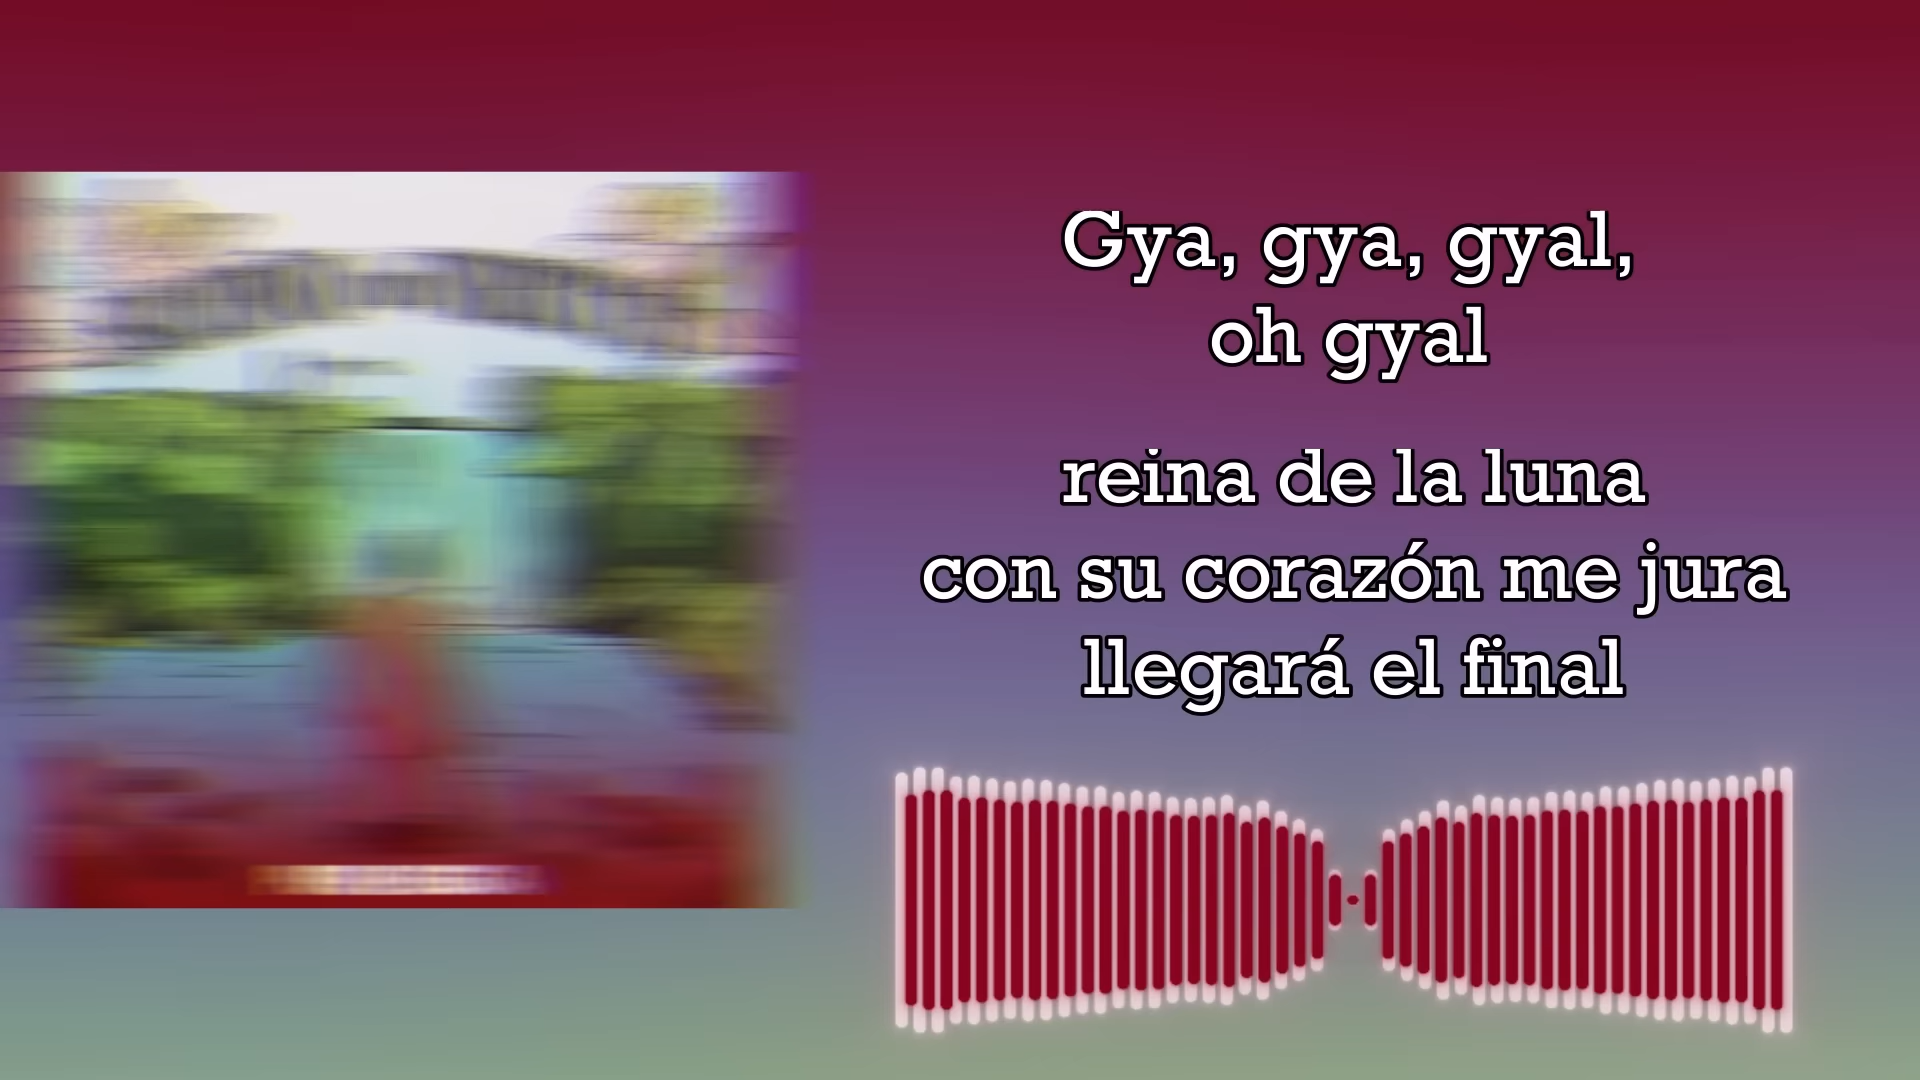 Gya, gya, gyal,
oh gyal
reina de la luna
con su corazón me jura
llegará el final